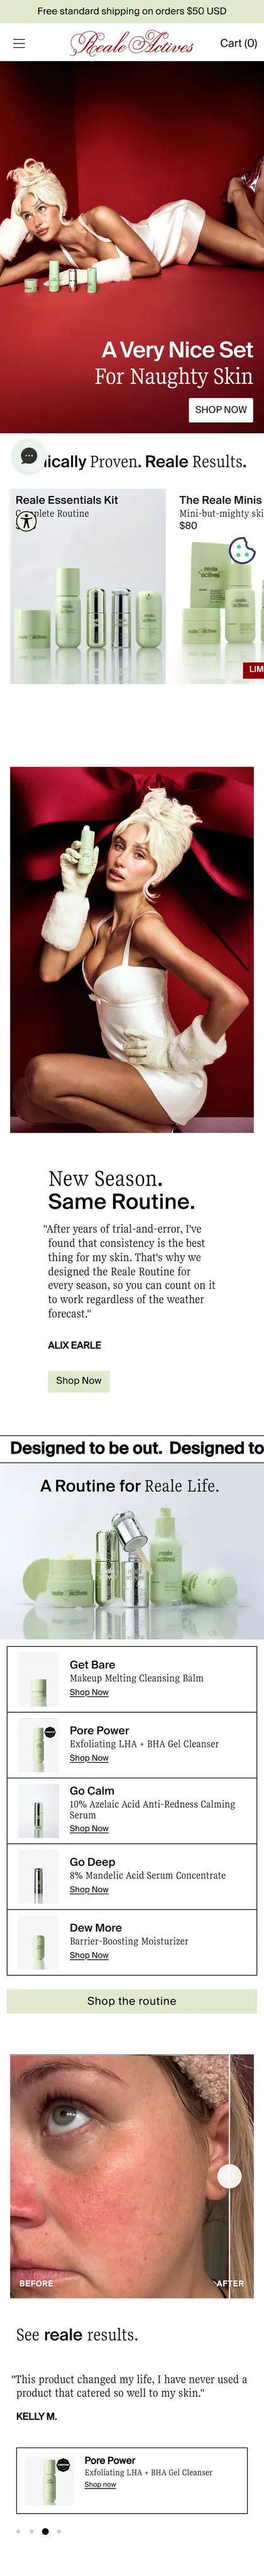 Free standard shipping on orders $50 USD
Reale Actives
Cart (0)
A Very Nice Set
For Naughty Skin
SHOP NOW
ically Proven. Reale Results.
Reale Essentials Kit
The Reale Minis
plete Routine
Mini-but-mighty ski
$80
reale actives
LIM
New Season.
Same Routine.
"After years of trial-and-error, I've
found that consistency is the best
thing for my skin. That's why we
designed the Reale Routine for
every season, so you can count on it
to work regardless of the weather
forecast."
ALIX EARLE
Shop Now
Designed to be out. Designed to
A Routine for Reale Life.
reale actives
Get Bare
Makeup Melting Cleansing Balm
Shop Now
Pore Power
Exfoliating LHA + BHA Gel Cleanser
Shop Now
Go Calm
10% Azelaic Acid Anti-Redness Calming
Serum
Shop Now
Go Deep
8% Mandelic Acid Serum Concentrate
Shop Now
Dew More
Barrier-Boosting Moisturizer
Shop Now
Shop the routine
BEFORE
AFTER
See reale results.
"This product changed my life, I have never used a
product that catered so well to my skin."
KELLY M.
Pore Power
Exfoliating LHA + BHA Gel Cleanser
Shop now